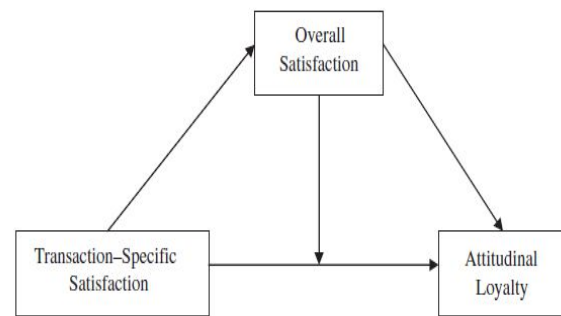 Overall
Satisfaction
Transaction–Specific
Satisfaction
Attitudinal
Loyalty